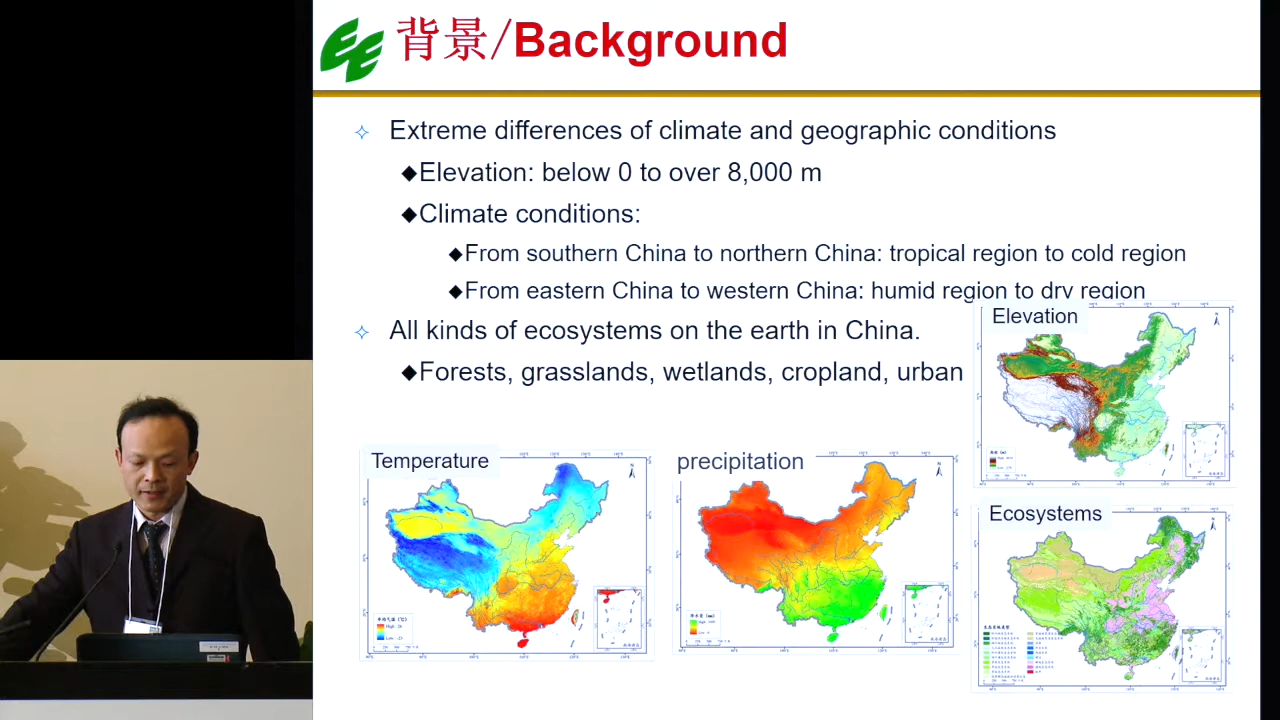 背景/Background
Extreme differences of climate and geographic conditions
Elevation: below 0 to over 8,000 m
Climate conditions:
From southern China to northern China: tropical region to cold region
From eastern China to western China: humid region to dry region
All kinds of ecosystems on the earth in China.
Forests, grasslands, wetlands, cropland, urban
Elevation
Temperature
precipitation
Ecosystems